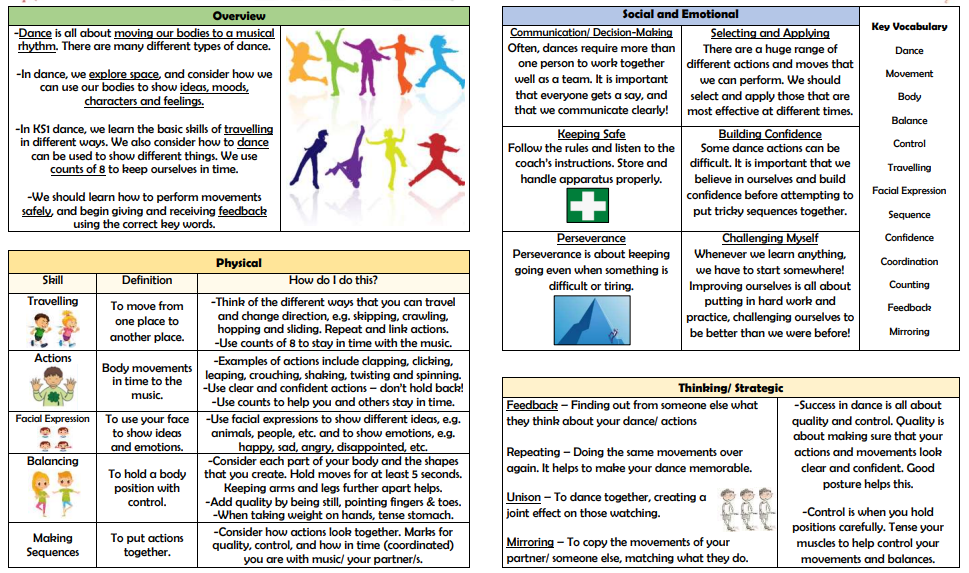 Overview
-Dance is all about moving our bodies to a musical
rhythm. There are many different types of dance.
-In dance, we explore space, and consider how we
can use our bodies to show ideas, moods,
characters and feelings.
-In KS1 dance, we learn the basic skills of travelling
in different ways. We also consider how to dance
can be used to show different things. We use
counts of 8 to keep ourselves in time.
-We should learn how to perform movements
safely, and begin giving and receiving feedback
using the correct key words.
Physical
Skill
Definition
How do I do this?
Travelling
To move from
one place to
another place.
-Think of the different ways that you can travel
and change direction, e.g. skipping, crawling,
hopping and sliding. Repeat and link actions.
-Use counts of 8 to stay in time with the music.
Actions
Body movements
in time to the
music.
-Examples of actions include clapping, clicking,
leaping, crouching, shaking, twisting and spinning.
-Use clear and confident actions – don't hold back!
-Use counts to help you and others stay in time.
Facial Expression
To use your face
to show ideas
and emotions.
-Use facial expressions to show different ideas, e.g.
animals, people, etc. and to show emotions, e.g.
happy, sad, angry, disappointed, etc.
Balancing
To hold a body
position with
control.
-Consider each part of your body and the shapes
that you create. Hold moves for at least 5 seconds.
Keeping arms and legs further apart helps.
-Add quality by being still, pointing fingers & toes.
-When taking weight on hands, tense stomach.
Making
Sequences
To put actions
together.
-Consider how actions look together. Marks for
quality, control, and how in time (coordinated)
you are with music/ your partner/s.
Social and Emotional
Communication/ Decision-Making
Often, dances require more than
one person to work together
well as a team. It is important
that everyone gets a say, and
that we communicate clearly!
Selecting and Applying
There are a huge range of
different actions and moves that
we can perform. We should
select and apply those that are
most effective at different times.
Keeping Safe
Follow the rules and listen to the
coach's instructions. Store and
handle apparatus properly.
Building Confidence
Some dance actions can be
difficult. It is important that we
believe in ourselves and build
confidence before attempting to
put tricky sequences together.
Perseverance
Perseverance is about keeping
going even when something is
difficult or tiring.
Challenging Myself
Whenever we learn anything,
we have to start somewhere!
Improving ourselves is all about
putting in hard work and
practice, challenging ourselves to
be better than we were before!
Key Vocabulary
Dance
Movement
Body
Balance
Control
Travelling
Facial Expression
Sequence
Confidence
Coordination
Counting
Feedback
Mirroring
Thinking/ Strategic
Feedback – Finding out from someone else what
they think about your dance/ actions
Repeating – Doing the same movements over
again. It helps to make your dance memorable.
Unison – To dance together, creating a
joint effect on those watching.
Mirroring – To copy the movements of your
partner/ someone else, matching what they do.
-Success in dance is all about
quality and control. Quality is
about making sure that your
actions and movements look
clear and confident. Good
posture helps this.
-Control is when you hold
positions carefully. Tense your
muscles to help control your
movements and balances.